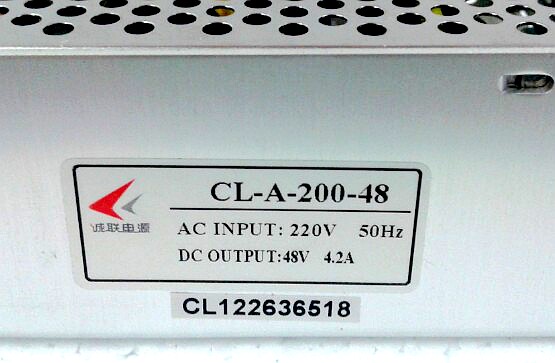 CL-A-200-48
诚联电源
AC INPUT: 220V 50Hz
DC OUTPUT:48V 4.2A
CL122636518